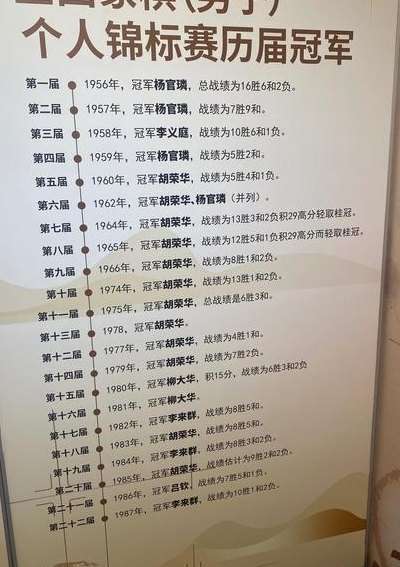 全国象棋(男子)
个人锦标赛历届冠军
第一届 1956年，冠军杨官璘，总战绩为16胜6和2负。
第二届 1957年，冠军杨官璘，战绩为7胜9和。
第三届 1958年，冠军李义庭，战绩为10胜6和1负。
第四届 1959年，冠军杨官璘，战绩为5胜2和。
第五届 1960年，冠军胡荣华，战绩为5胜4和1负。
第六届 1962年，冠军胡荣华、杨官璘（并列）。
第七届 1964年，冠军胡荣华，战绩为13胜3和2负积29高分轻取桂冠。
第八届 1965年，冠军胡荣华，战绩为12胜5和1负积29高分而轻取桂冠。
第九届 1966年，冠军胡荣华，战绩为8胜1和2负。
第十届 1974年，冠军胡荣华，战绩为13胜1和2负。
第十一届 1975年，冠军胡荣华，总战绩是6胜3和。
第十三届 1978，冠军胡荣华。
第十二届 1977年，冠军胡荣华，战绩为4胜1和。
第十四届 1979年，冠军胡荣华，战绩为7胜2负。
第十五届 1980年，冠军柳大华，积15分，战绩为6胜3和2负
第十六届 1981年，冠军柳大华。
第十七届 1982年，冠军李来群，战绩为8胜5和。
第十八届 1983年，冠军胡荣华，战绩为8胜5和。
第十九届 1984年，冠军李来群，战绩为8胜3和2负。
第二十届 1985年，冠军胡荣华，战绩估计为9胜2和2负。
第二十一届 1986年，冠军吕钦，战绩为7胜5和1负。
第二十二届 1987年，冠军李来群，战绩为10胜1和2负。